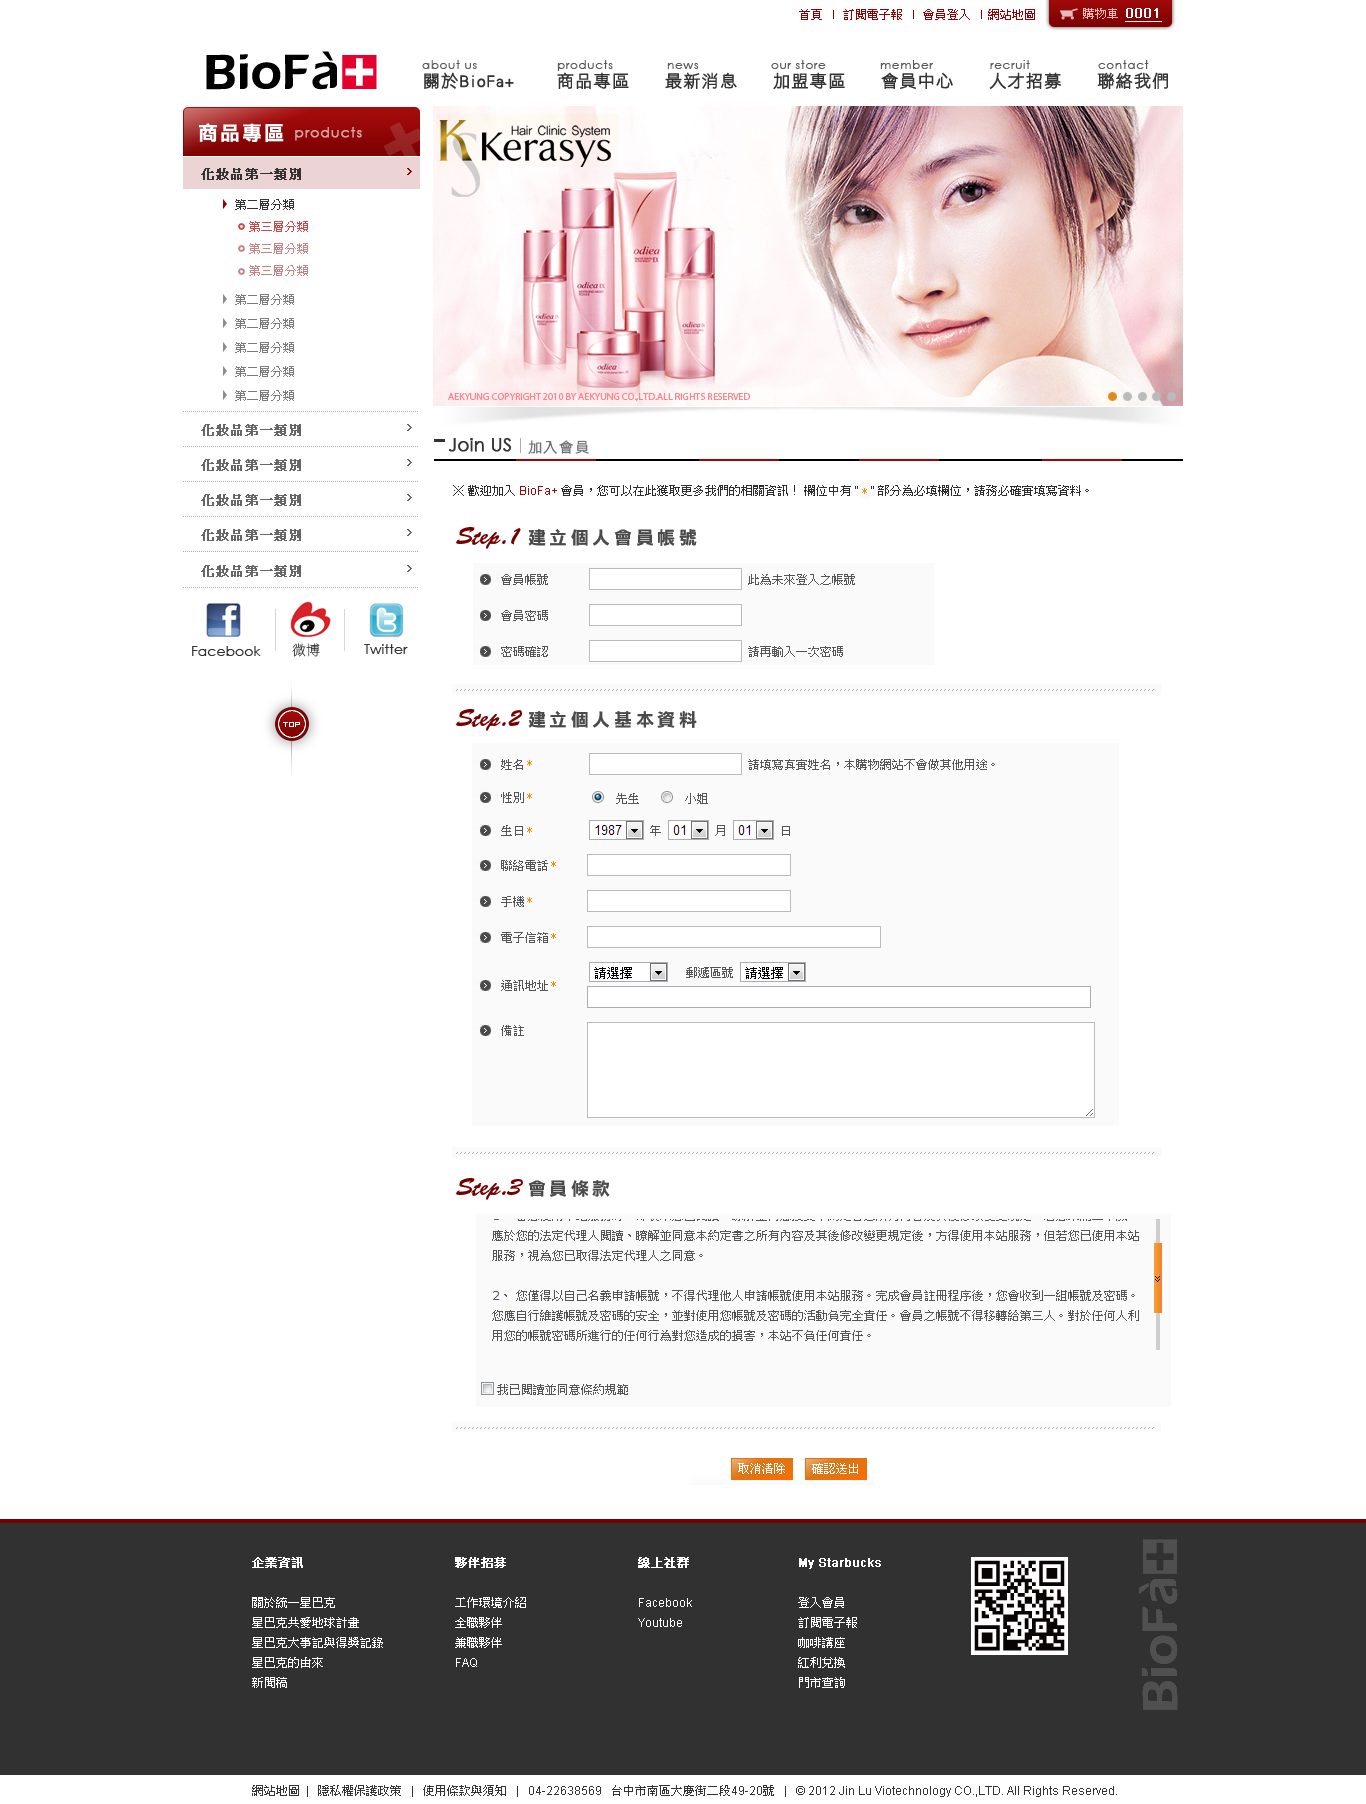 首頁 | 訂閱電子報 | 會員登入 | 網站地圖 購物車 0001
BioFà+
about us products news our store member recruit contact
關於BioFa+ 商品專區 最新消息 加盟專區 會員中心 人才招募 聯絡我們
商品專區 products
化妝品第一類別
第二層分類
第三層分類
第三層分類
第三層分類
第二層分類
第二層分類
第二層分類
第二層分類
第二層分類
化妝品第一類別
化妝品第一類別
化妝品第一類別
化妝品第一類別
化妝品第一類別
Facebook 微博 Twitter
TOP
Hair Clinic System
Kerasys
odiea
odiea
odiea
odiea
odiea
AEKYUNG COPYRIGHT 2010 BY AEKYUNG CO.,LTD.ALL RIGHTS RESERVED
Join US 加入會員
※ 歡迎加入 BioFa+ 會員，您可以在此獲取更多我們的相關資訊！ 欄位中有 " * " 部分為必填欄位，請務必確實填寫資料。
Step.1 建立個人會員帳號
會員帳號 此為未來登入之帳號
會員密碼
密碼確認 請再輸入一次密碼
Step.2 建立個人基本資料
姓名* 請填寫真實姓名，本購物網站不會做其他用途。
性別* 先生 小姐
生日* 1987 年 01 月 01 日
聯絡電話*
手機*
電子信箱*
通訊地址* 請選擇 郵遞區號 請選擇
備註
Step.3 會員條款
應於您的法定代理人閱讀、瞭解並同意本約定書之所有內容及其後修改變更規定後，方得使用本站服務，但若您已使用本站
服務，視為您已取得法定代理人之同意。
2、 您僅得以自己名義申請帳號，不得代理他人申請帳號使用本站服務。完成會員註冊程序後，您會收到一組帳號及密碼。
您應自行維護帳號及密碼的安全，並對使用您帳號及密碼的活動負完全責任。會員之帳號不得移轉給第三人。對於任何人利
用您的帳號密碼所進行的任何行為對您造成的損害，本站不負任何責任。
我已閱讀並同意條約規範
取消清除 確認送出
企業資訊 夥伴招募 線上社群 My Starbucks
關於統一星巴克 工作環境介紹 Facebook 登入會員
星巴克共愛地球計畫 全職夥伴 Youtube 訂閱電子報
星巴克大事記與得獎記錄 兼職夥伴 咖啡講座
星巴克的由來 FAQ 紅利兌換
新聞稿 門市查詢
BioFà+
網站地圖 | 隱私權保護政策 | 使用條款與須知 | 04-22638569 台中市南區大慶街二段49-20號 | © 2012 Jin Lu Viotechnology CO.,LTD. All Rights Reserved.